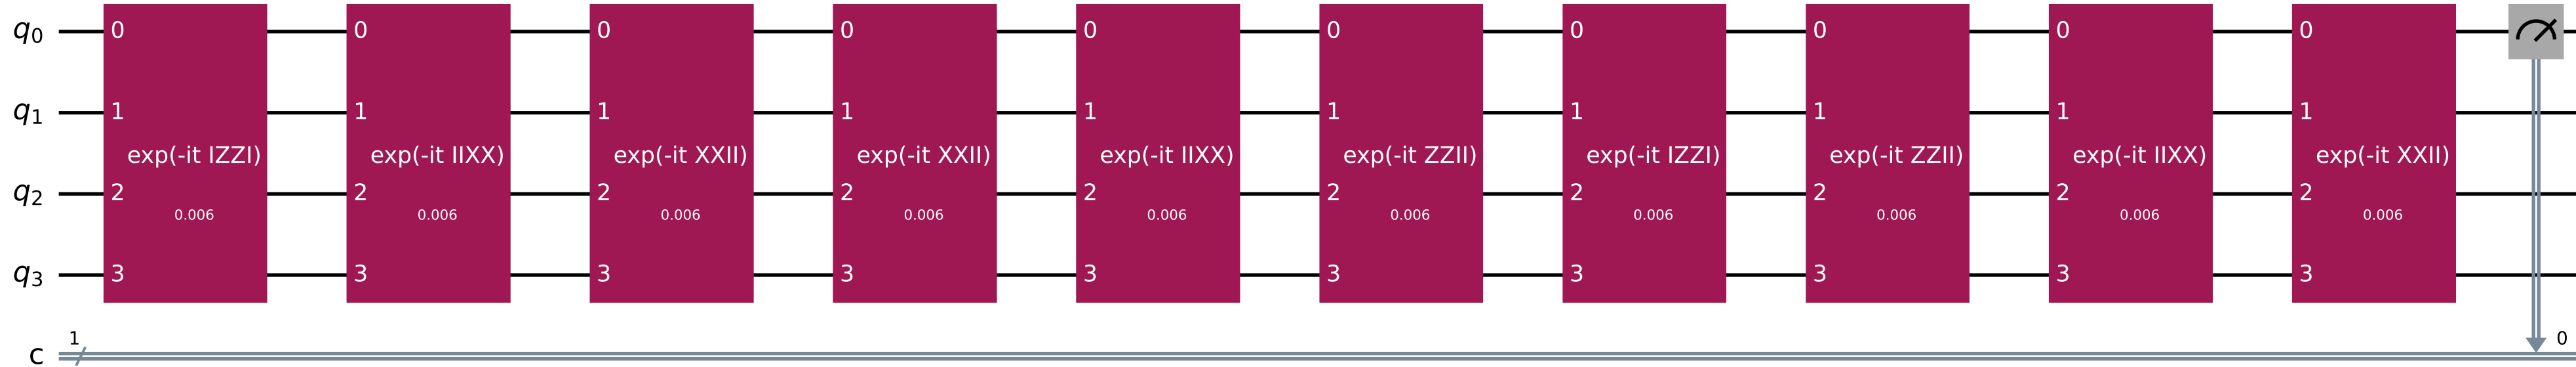 q0 0 0 0 0 0 0 0 0 0 0
q1 1 1 1 1 1 1 1 1 1 1
exp(-it IZZI) exp(-it IIXX) exp(-it XXII) exp(-it XXII) exp(-it IIXX) exp(-it ZZII) exp(-it IZZI) exp(-it ZZII) exp(-it IIXX) exp(-it XXII)
q2 2 2 2 2 2 2 2 2 2 2
0.006 0.006 0.006 0.006 0.006 0.006 0.006 0.006 0.006 0.006
q3 3 3 3 3 3 3 3 3 3 3
1 0
c